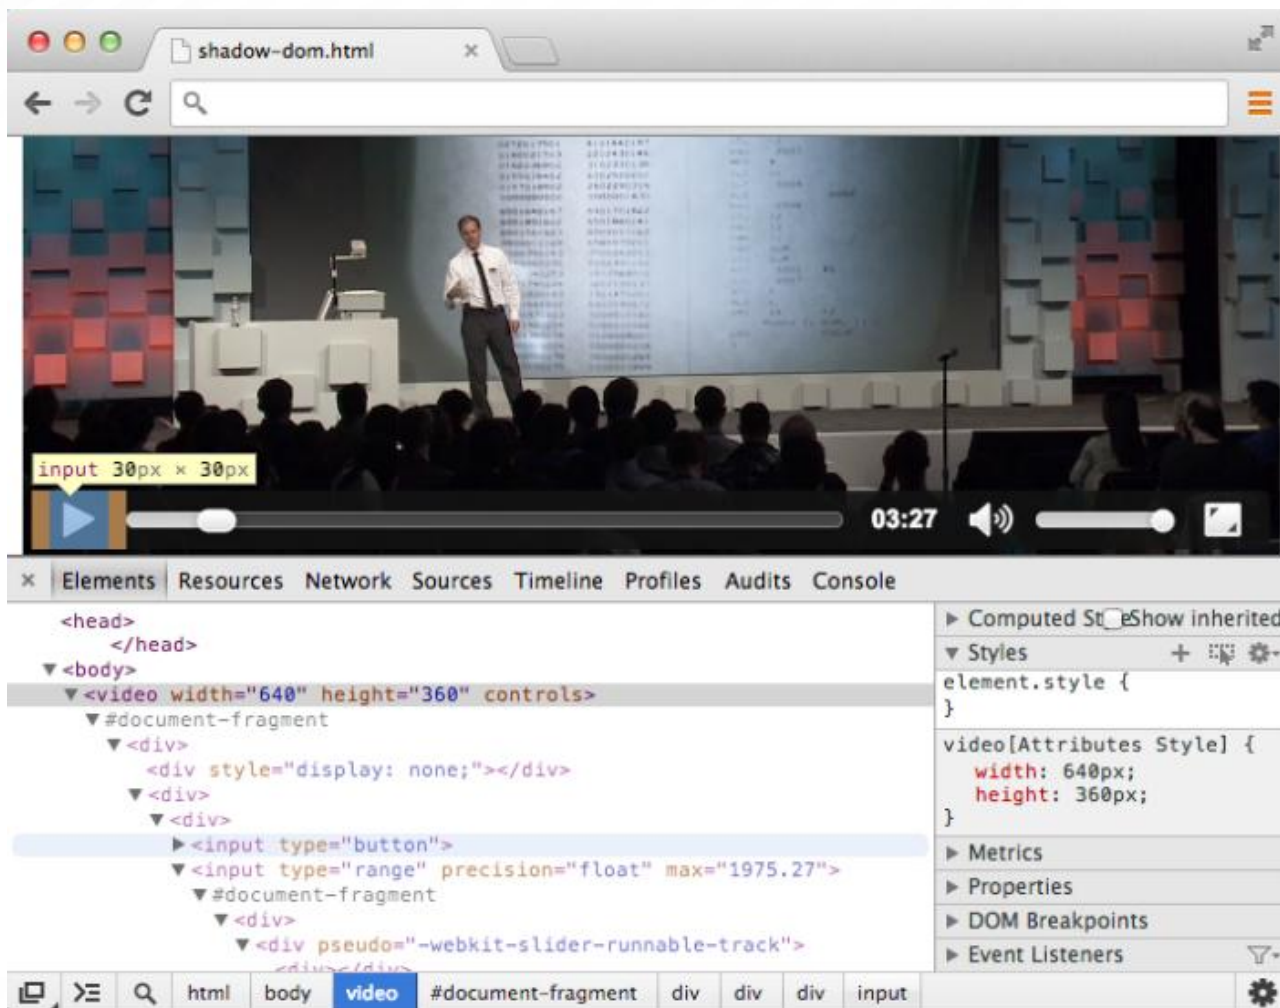 shadow-dom.html
input 30px × 30px
03:27
Elements Resources Network Sources Timeline Profiles Audits Console
<head>
</head>
▼<body>
▼<video width="640" height="360" controls>
▼#document-fragment
▼<div>
<div style="display: none;"></div>
▼<div>
▼<div>
▶<input type="button">
▼<input type="range" precision="float" max="1975.27">
▼#document-fragment
▼<div>
▼<div pseudo="-webkit-slider-runnable-track">
<div></div>
▶ Computed Style Show inherited
▼ Styles
element.style {
}
video[Attributes Style] {
width: 640px;
height: 360px;
}
▶ Metrics
▶ Properties
▶ DOM Breakpoints
▶ Event Listeners
html body video #document-fragment div div div input